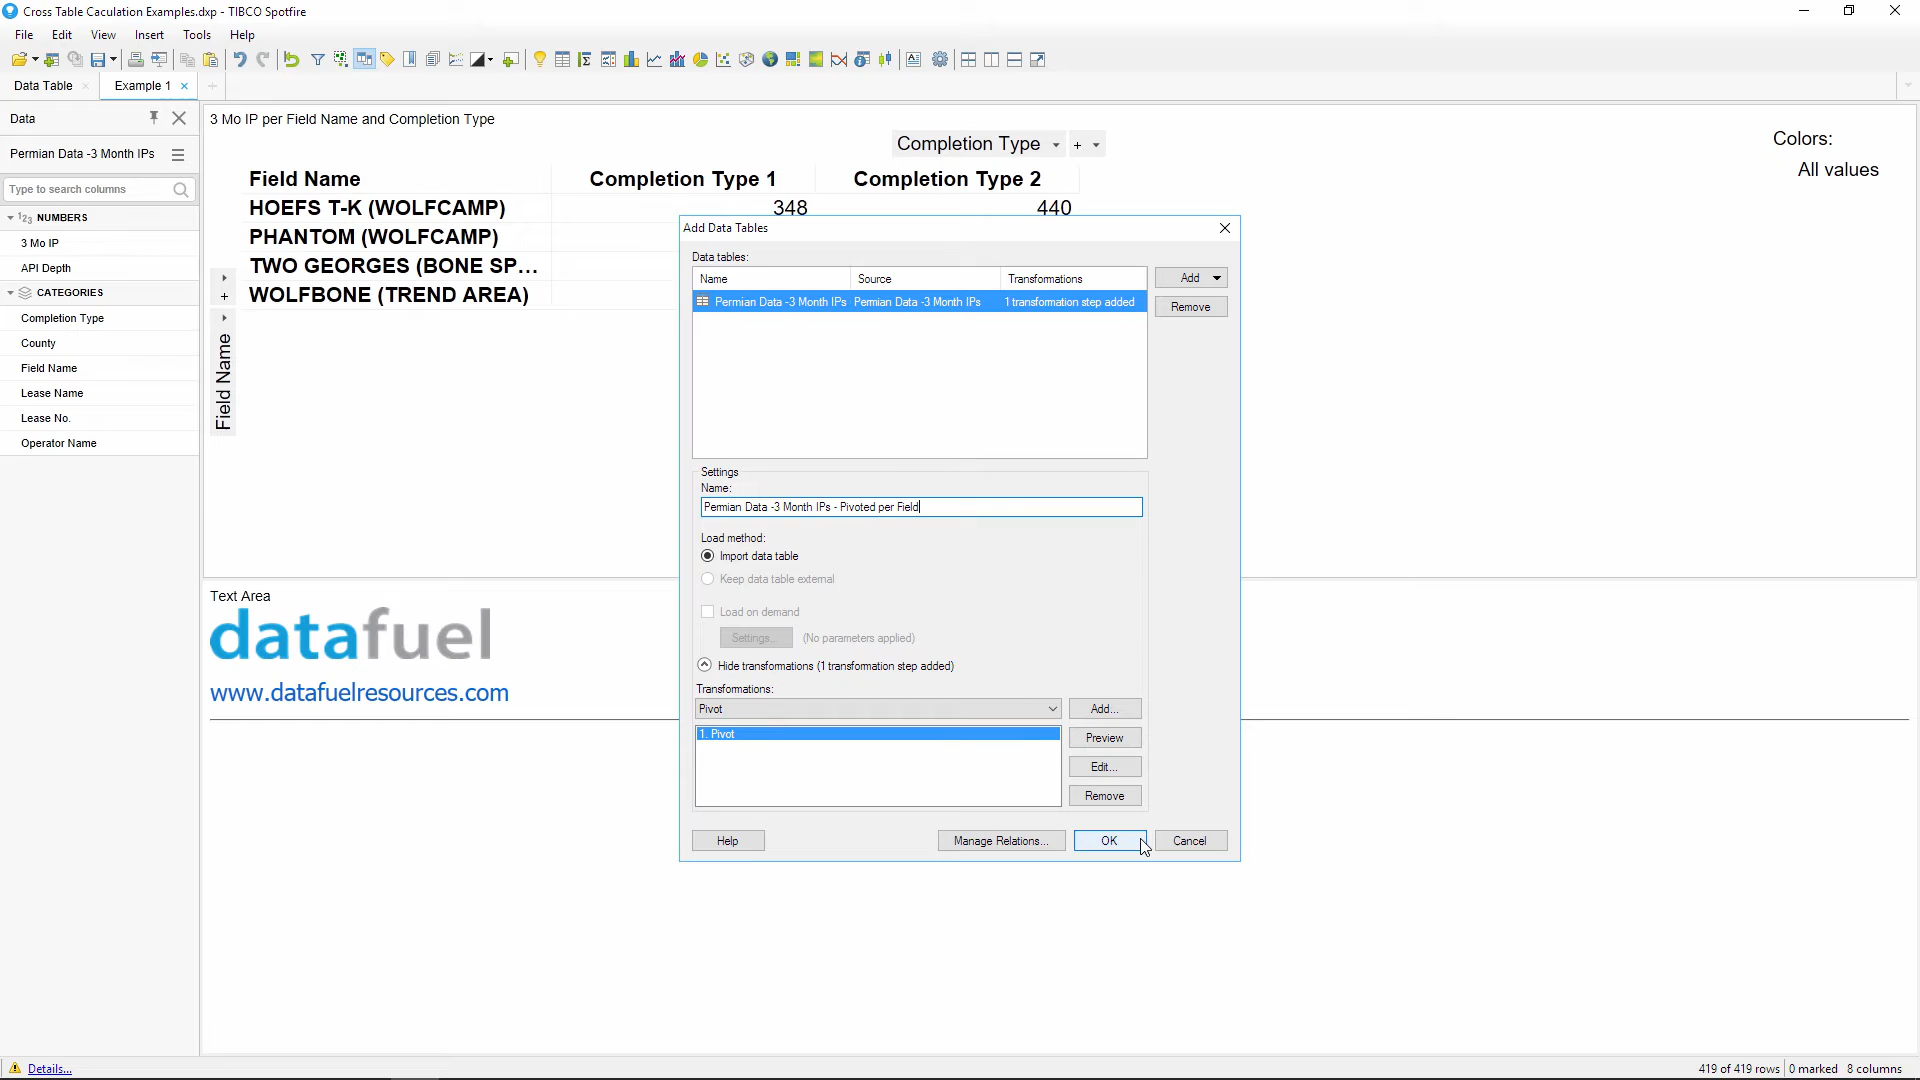 Cross Table Caculation Examples.dxp - TIBCO Spotfire
File Edit View Insert Tools Help
Data Table Example 1
Data
Permian Data -3 Month IPs
Type to search columns
123 NUMBERS
3 Mo IP
API Depth
CATEGORIES
Completion Type
County
Field Name
Lease Name
Lease No.
Operator Name
3 Mo IP per Field Name and Completion Type
Completion Type +
Colors:
All values
Field Name Completion Type 1 Completion Type 2
HOEFS T-K (WOLFCAMP) 348 440
PHANTOM (WOLFCAMP)
TWO GEORGES (BONE SP...
WOLFBONE (TREND AREA)
+
Field Name
Add Data Tables
Data tables:
Name Source Transformations
Permian Data -3 Month IPs Permian Data -3 Month IPs 1 transformation step added
Add
Remove
Settings
Name:
Permian Data -3 Month IPs - Pivoted per Field
Load method:
Import data table
Keep data table external
Load on demand
Settings... (No parameters applied)
Hide transformations (1 transformation step added)
Transformations:
Pivot Add...
1. Pivot
Preview
Edit...
Remove
Help Manage Relations... OK Cancel
Text Area
datafuel
www.datafuelresources.com
Details...
419 of 419 rows 0 marked 8 columns